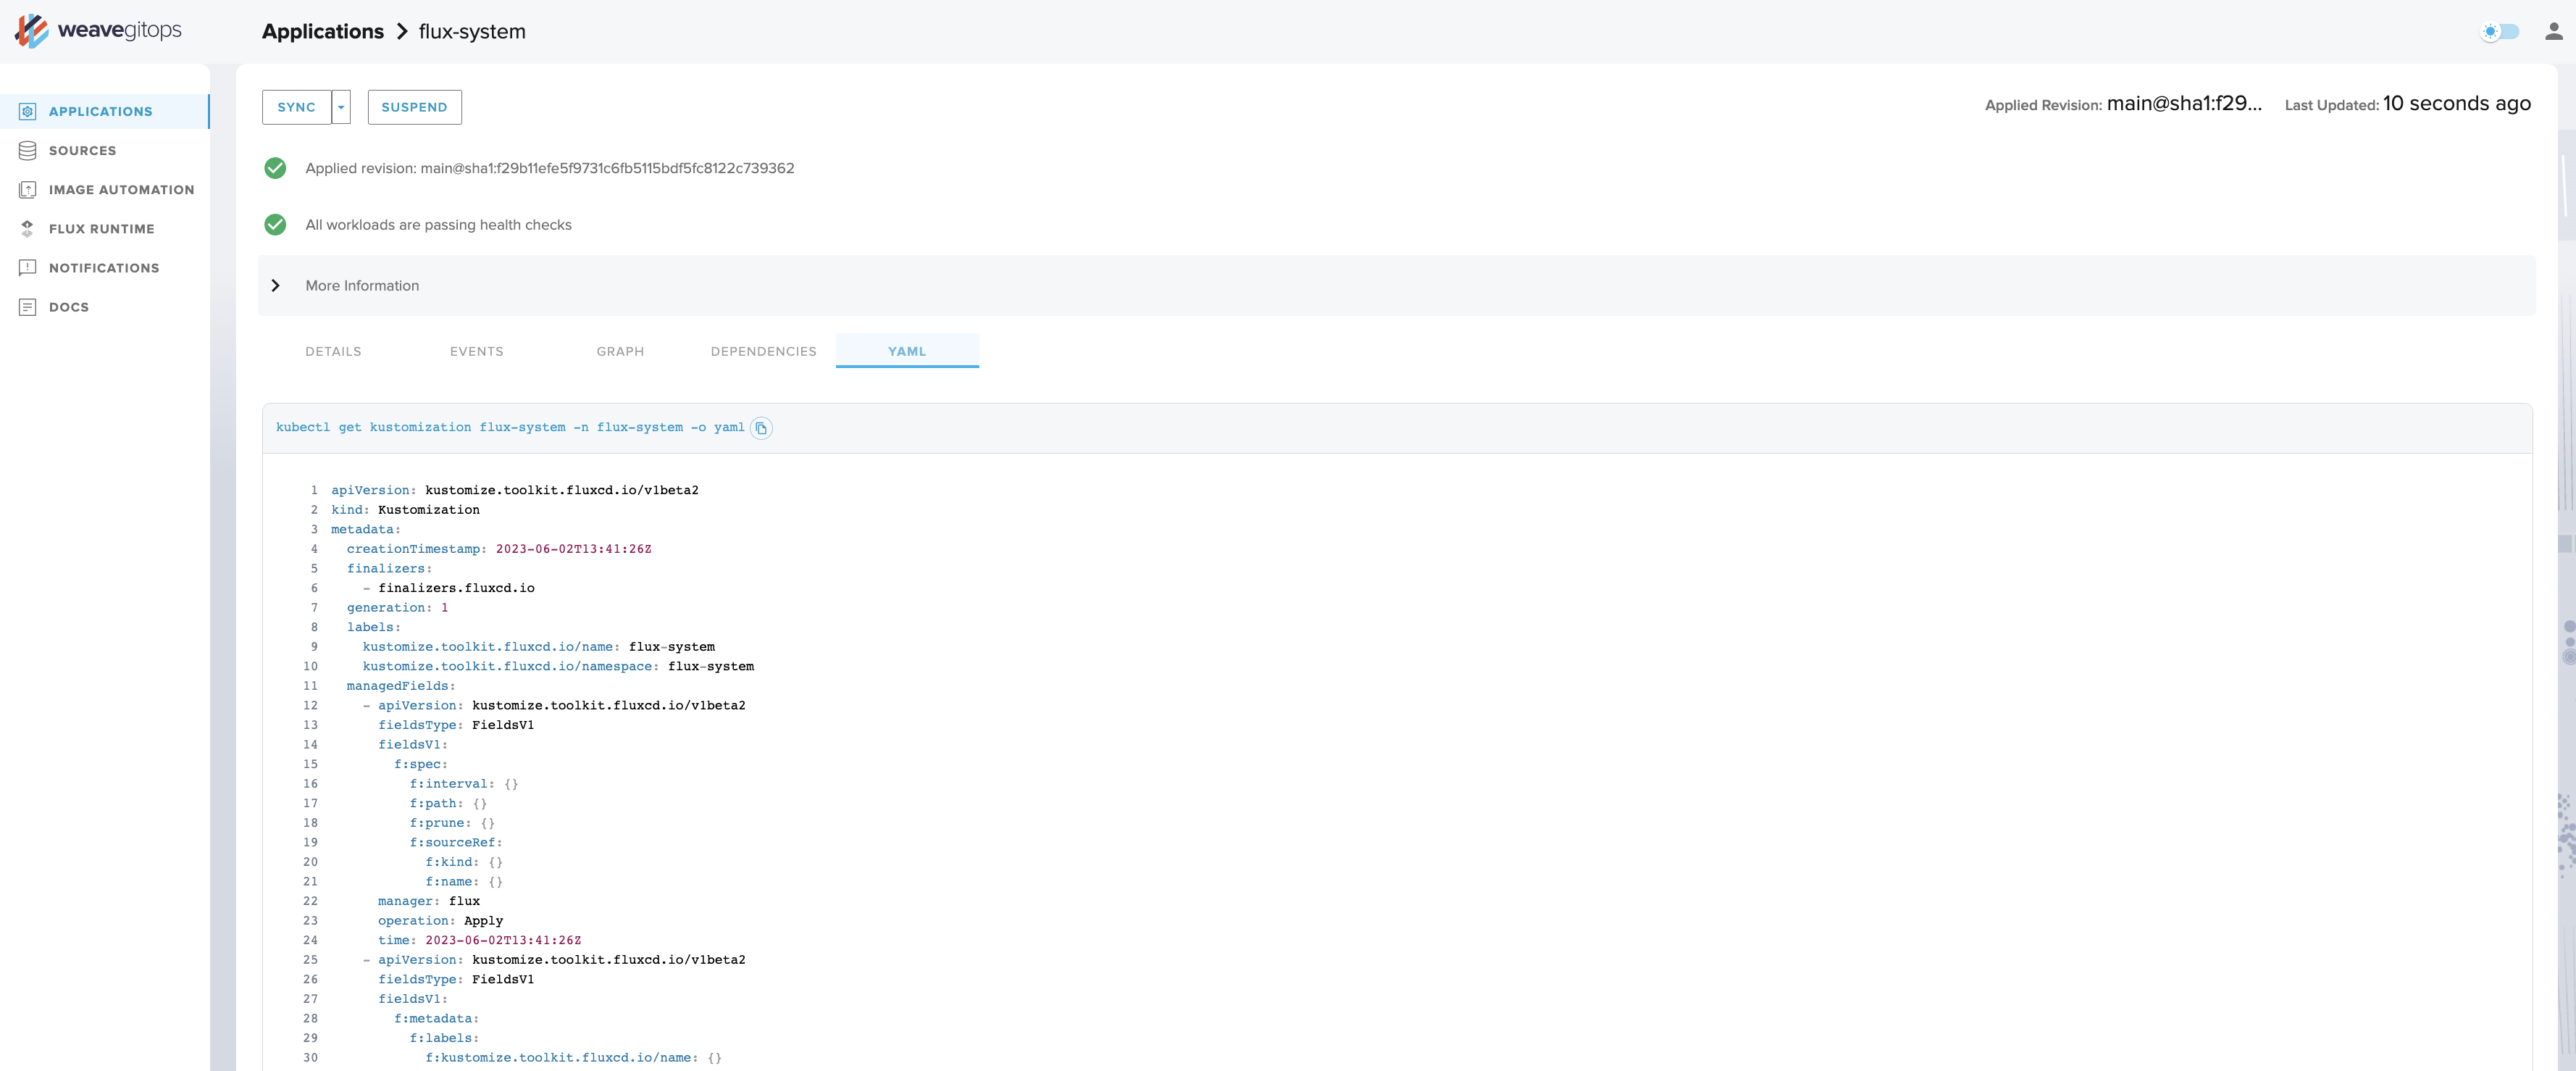 weavegitops
Applications > flux-system
APPLICATIONS
SOURCES
IMAGE AUTOMATION
FLUX RUNTIME
NOTIFICATIONS
DOCS
SYNC SUSPEND
Applied Revision: main@sha1:f29... Last Updated: 10 seconds ago
Applied revision: main@sha1:f29b11efe5f9731c6fb5115bdf5fc8122c739362
All workloads are passing health checks
More Information
DETAILS EVENTS GRAPH DEPENDENCIES YAML
kubectl get kustomization flux-system -n flux-system -o yaml
1 apiVersion: kustomize.toolkit.fluxcd.io/v1beta2
2 kind: Kustomization
3 metadata:
4 creationTimestamp: 2023-06-02T13:41:26Z
5 finalizers:
6 - finalizers.fluxcd.io
7 generation: 1
8 labels:
9 kustomize.toolkit.fluxcd.io/name: flux-system
10 kustomize.toolkit.fluxcd.io/namespace: flux-system
11 managedFields:
12 - apiVersion: kustomize.toolkit.fluxcd.io/v1beta2
13 fieldsType: FieldsV1
14 fieldsV1:
15 f:spec:
16 f:interval: {}
17 f:path: {}
18 f:prune: {}
19 f:sourceRef:
20 f:kind: {}
21 f:name: {}
22 manager: flux
23 operation: Apply
24 time: 2023-06-02T13:41:26Z
25 - apiVersion: kustomize.toolkit.fluxcd.io/v1beta2
26 fieldsType: FieldsV1
27 fieldsV1:
28 f:metadata:
29 f:labels:
30 f:kustomize.toolkit.fluxcd.io/name: {}